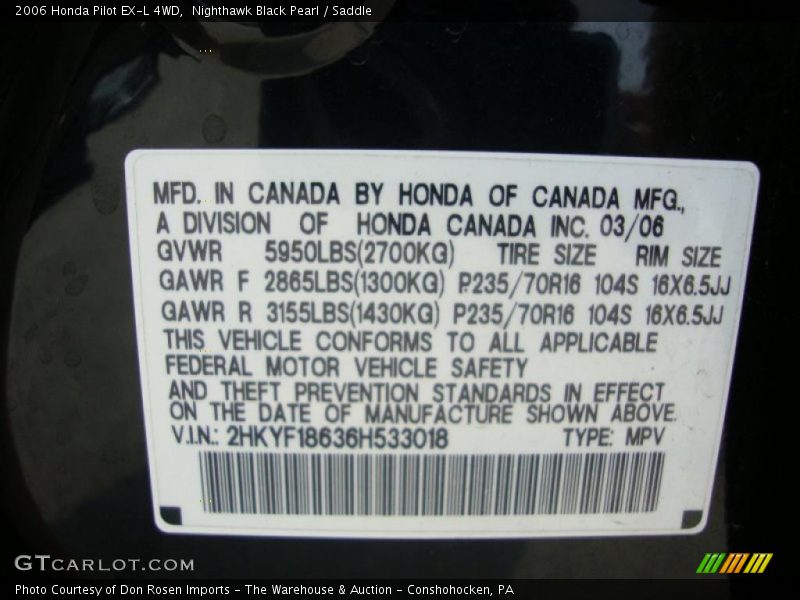 2006 Honda Pilot EX-L 4WD,  Nighthawk Black Pearl / Saddle
MFD. IN CANADA BY HONDA OF CANADA MFG.,
A DIVISION OF HONDA CANADA INC. 03/06
GVWR 5950LBS(2700KG) TIRE SIZE RIM SIZE
GAWR F 2865LBS(1300KG) P235/70R16 104S 16X6.5JJ
GAWR R 3155LBS(1430KG) P235/70R16 104S 16X6.5JJ
THIS VEHICLE CONFORMS TO ALL APPLICABLE
FEDERAL MOTOR VEHICLE SAFETY
AND THEFT PREVENTION STANDARDS IN EFFECT
ON THE DATE OF MANUFACTURE SHOWN ABOVE.
V.I.N.: 2HKYF18636H533018 TYPE: MPV
GTCARLOT.COM
Photo Courtesy of Don Rosen Imports - The Warehouse & Auction - Conshohocken, PA